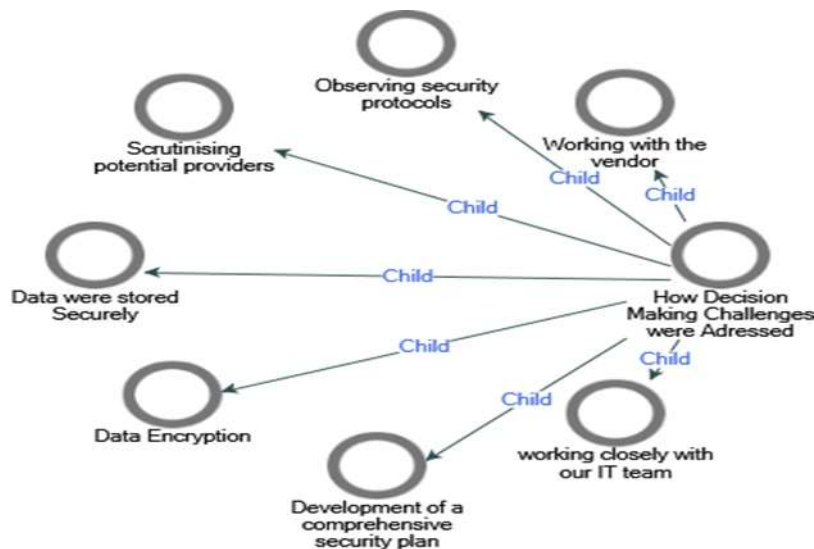 Observing security
protocols
Scrutinising
potential providers
Working with the
vendor
Child
Child
Child
Data were stored
Securely
Child
How Decision
Making Challenges
were Adressed
Child
Child
Child
Data Encryption
working closely with
our IT team
Development of a
comprehensive
security plan